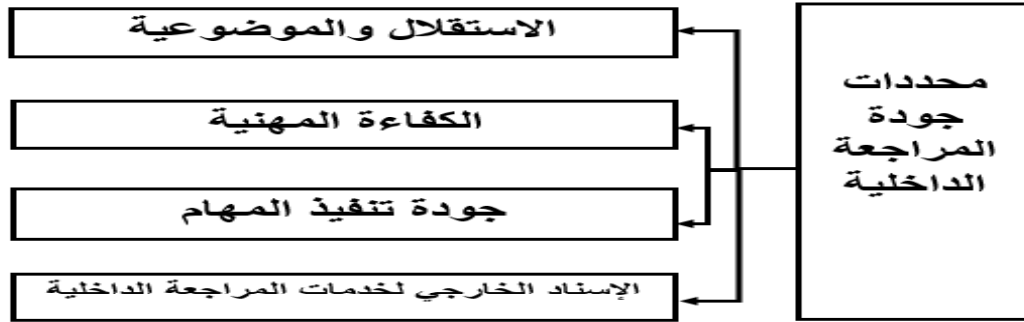 محددات
جودة
المراجعة
الداخلية
الاستقلال والموضوعية
الكفاءة المهنية
جودة تنفيذ المهام
الإسناد الخارجي لخدمات المراجعة الداخلية